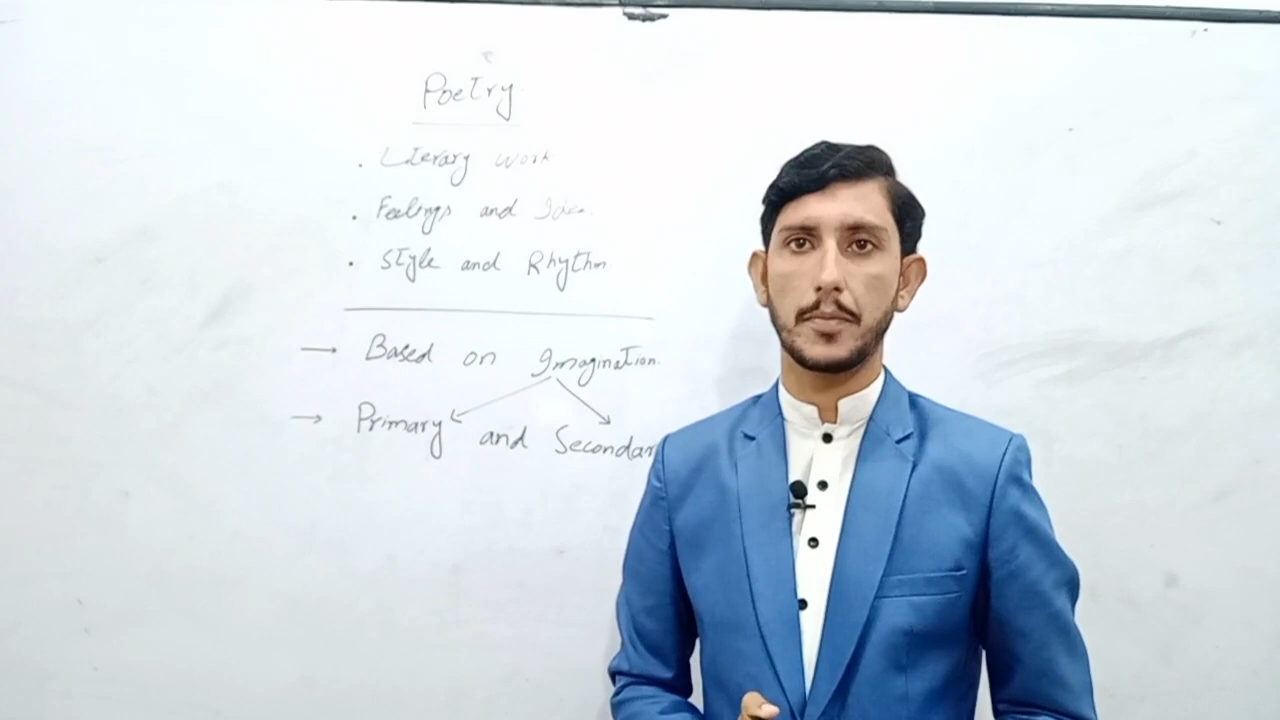 Poetry
. Literary work
. Feelings and Idea
. Style and Rhythm
→ Based on Imagination.
→ Primary and Secondar